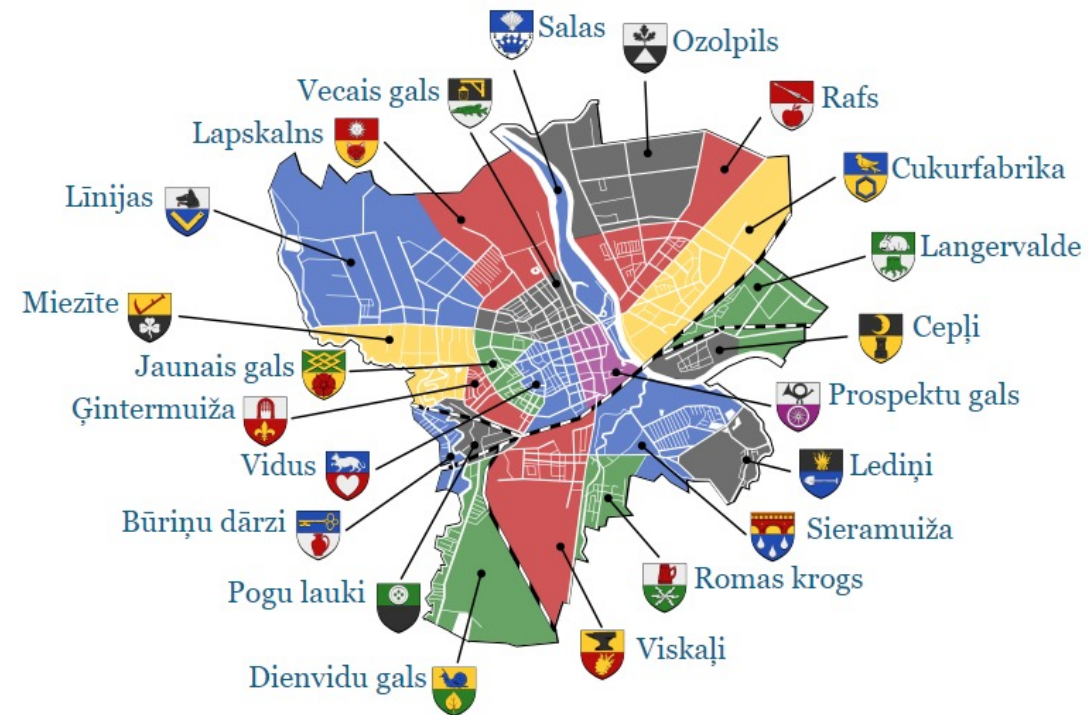 Salas
Ozolpils
Vecais gals
Rafs
Lapskalns
Cukurfabrika
Līnijas
Langervalde
Miezīte
Cepļi
Jaunais gals
Prospektu gals
Ģintermuiža
Vidus
Lediņi
Būriņu dārzi
Sieramuiža
Romas krogs
Pogu lauki
Viskaļi
Dienvidu gals